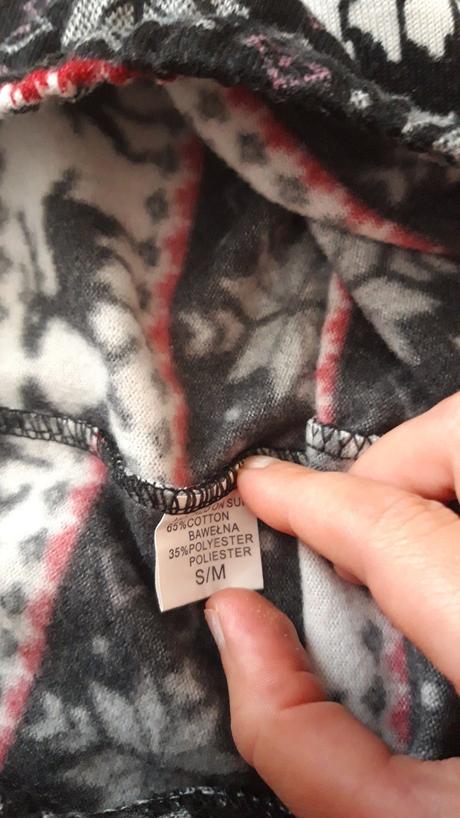 65%COTTON
BAWEŁNA
35%POLYESTER
POLIESTER
S/M